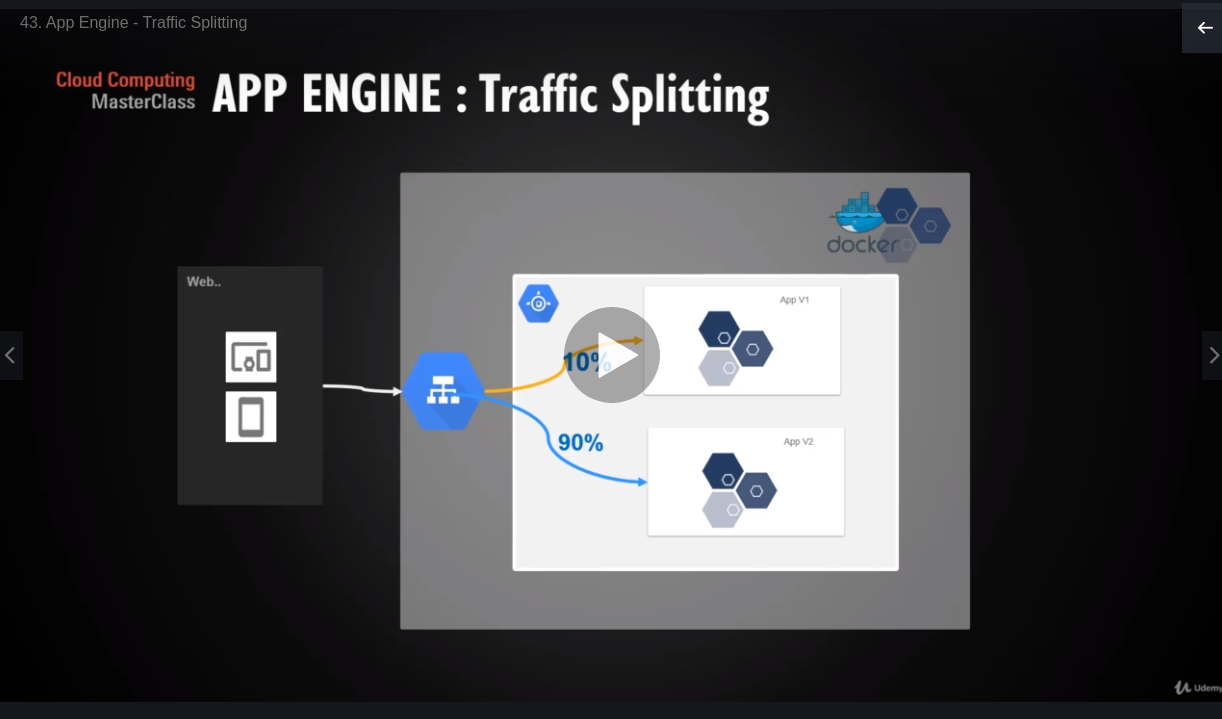 43. App Engine - Traffic Splitting
Cloud Computing
MasterClass
APP ENGINE : Traffic Splitting
docker
Web..
App V1
10%
90%
App V2
Udemy